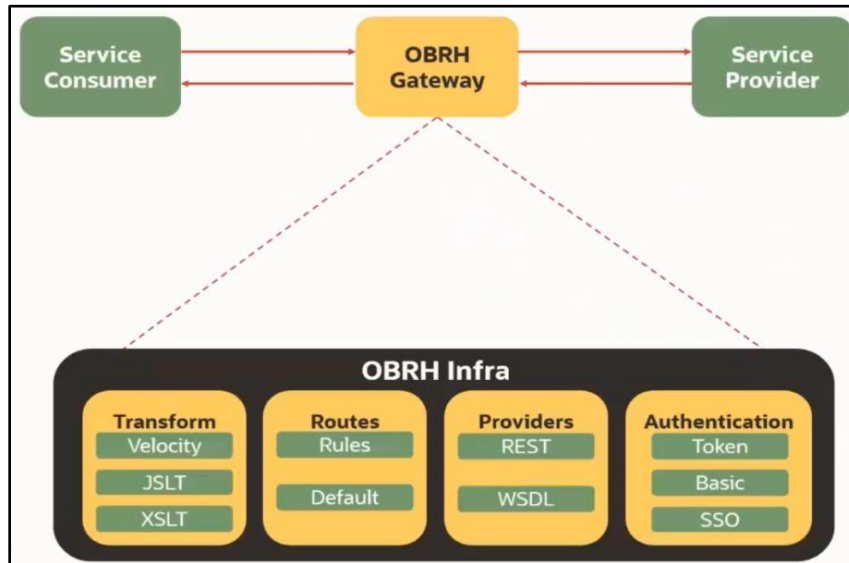 Service
Consumer
OBRH
Gateway
Service
Provider
OBRH Infra
Transform
Velocity
JSLT
XSLT
Routes
Rules
Default
Providers
REST
WSDL
Authentication
Token
Basic
SSO